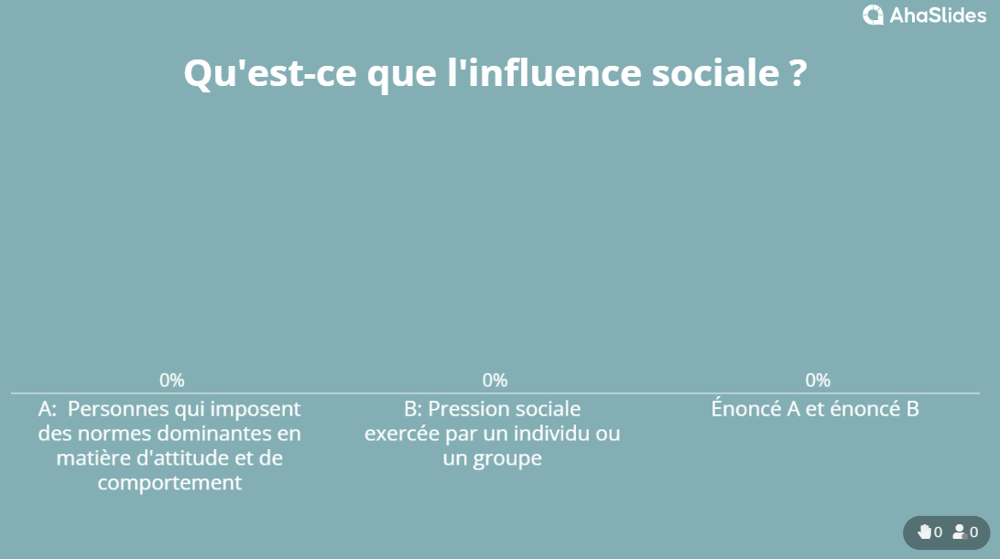 AhaSlides
Qu'est-ce que l'influence sociale ?
0%
0%
0%
A:  Personnes qui imposent
des normes dominantes en
matière d'attitude et de
comportement
B: Pression sociale
exercée par un individu ou
un groupe
Énoncé A et énoncé B
0 0